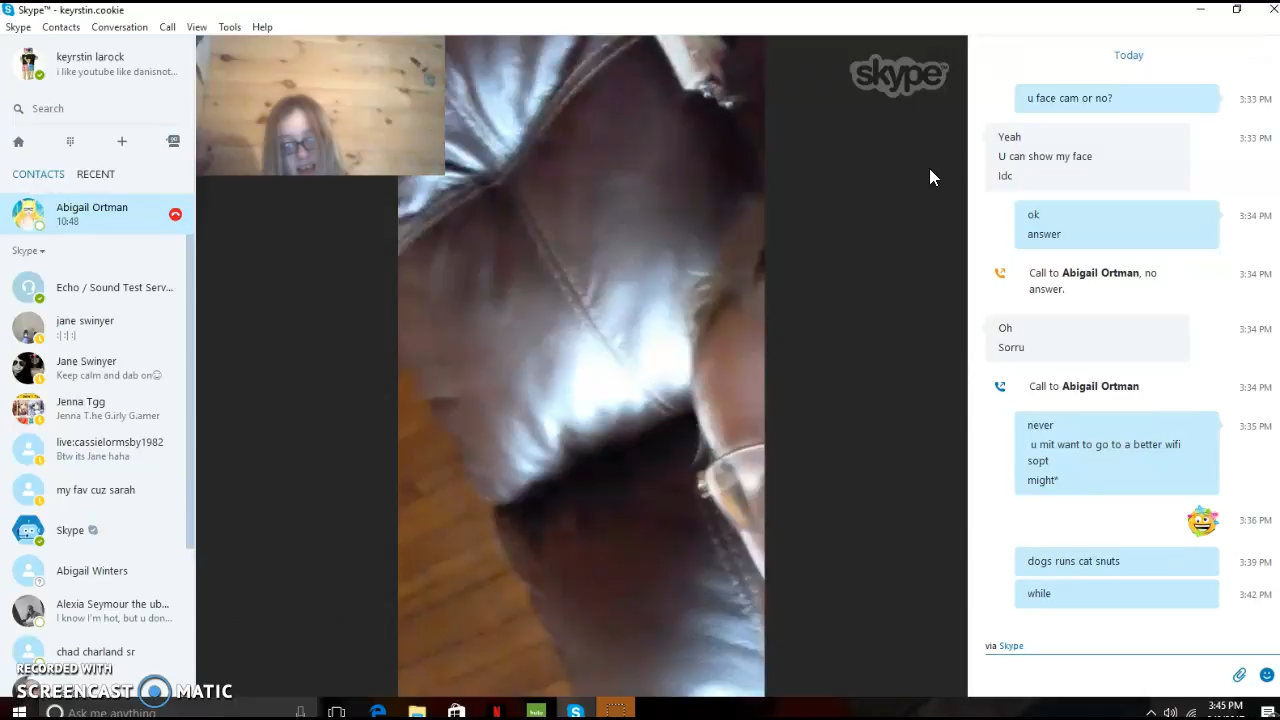 Skype™ - keyrstin.cookie
Skype Contacts Conversation Call View Tools Help
keyrstin larock
i like youtube like danisnot...
Search
CONTACTS RECENT
Abigail Ortman
10:48
Skype
Echo / Sound Test Serv...
jane swinyer
Jane Swinyer
Keep calm and dab on
Jenna Tgg
Jenna T.he G.irly G.amer
live:cassielormsby1982
Btw its Jane haha
my fav cuz sarah
Skype
Abigail Winters
Alexia Seymour the ub...
I know I'm hot, but u don...
chad charland sr
RECORDED WITH
SCREENCAST MATIC
Ask me anything
skype™
Today
u face cam or no?
3:33 PM
Yeah
3:33 PM
U can show my face
Idc
ok
3:34 PM
answer
Call to Abigail Ortman, no
3:34 PM
answer.
Oh
3:34 PM
Sorru
Call to Abigail Ortman
3:34 PM
never
3:35 PM
u mit want to go to a better wifi
sopt
might*
3:36 PM
dogs runs cat snuts
3:39 PM
while
3:42 PM
via Skype
hulu
3:45 PM